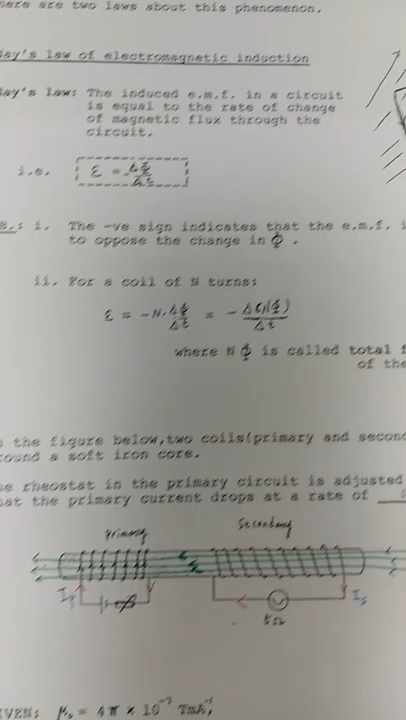 here are two laws about this phenomenon.
day's law of electromagnetic induction
day's law: The induced e.m.f. in a circuit
is equal to the rate of change
of magnetic flux through the
circuit.
i.e. ε = ΔΦ/Δt
B.: i. The -ve sign indicates that the e.m.f. i
to oppose the change in Φ .
ii. For a coil of N turns:
ε = -N·ΔΦ/Δt = - Δ(NΦ)/Δt
where N Φ is called total f
of the
the figure below,two coils(primary and second
round a soft iron core.
se rheostat in the primary circuit is adjusted
hat the primary current drops at a rate of
Primary Secondary
Ip Is
5Ω
IVEN: μ₀ = 4π × 10⁻⁷ TmA⁻¹,